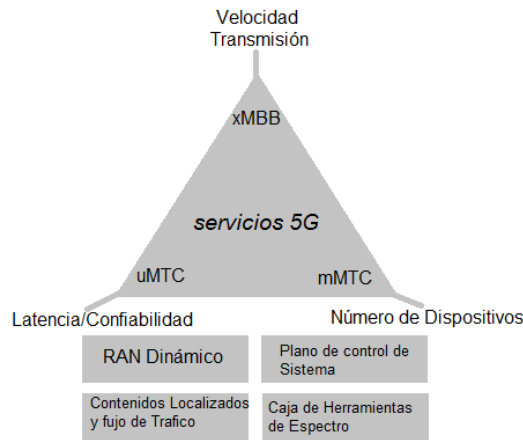 Velocidad
Transmisión
xMBB
servicios 5G
uMTC
mMTC
Latencia/Confiabilidad
Número de Dispositivos
RAN Dinámico
Plano de control de
Sistema
Contenidos Localizados
y fujo de Trafico
Caja de Herramientas
de Espectro